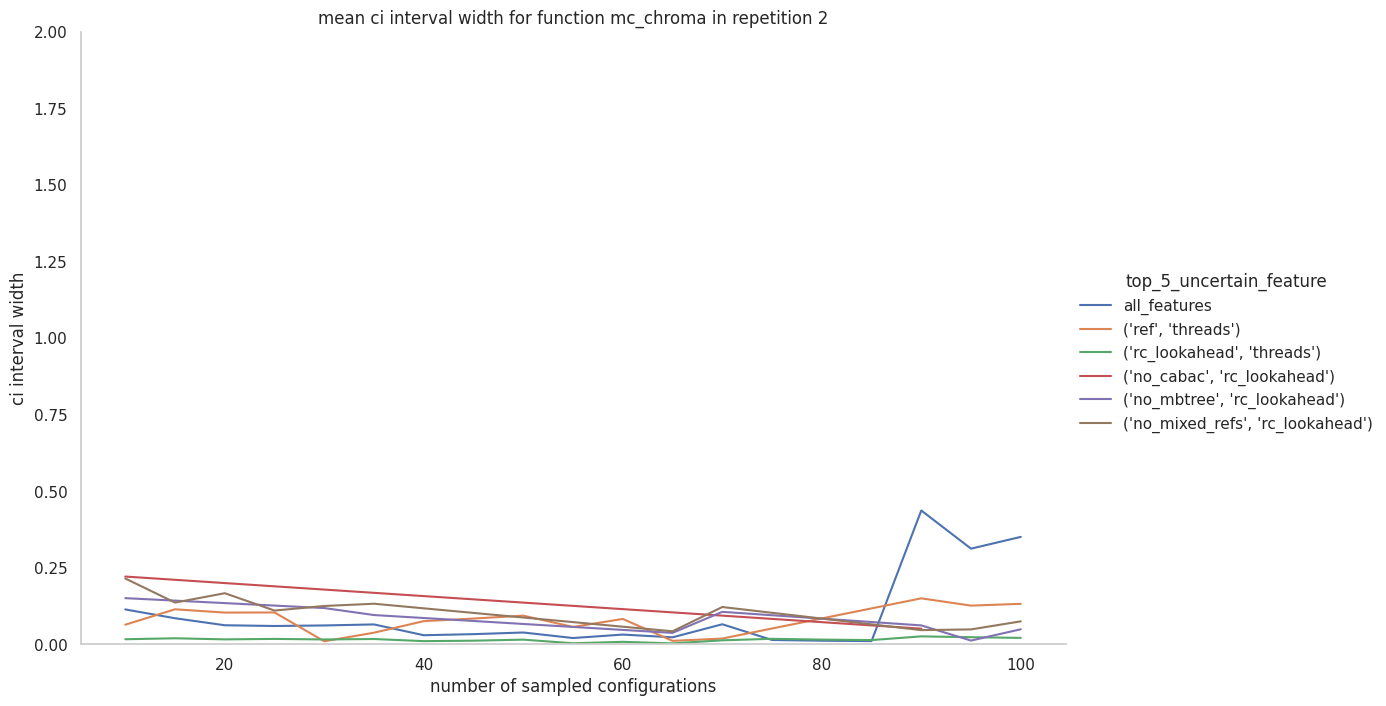 mean ci interval width for function mc_chroma in repetition 2
2.00
1.75
1.50
1.25
1.00
0.75
0.50
0.25
0.00
ci interval width
20
40
60
80
100
number of sampled configurations
top_5_uncertain_feature
all_features
('ref', 'threads')
('rc_lookahead', 'threads')
('no_cabac', 'rc_lookahead')
('no_mbtree', 'rc_lookahead')
('no_mixed_refs', 'rc_lookahead')